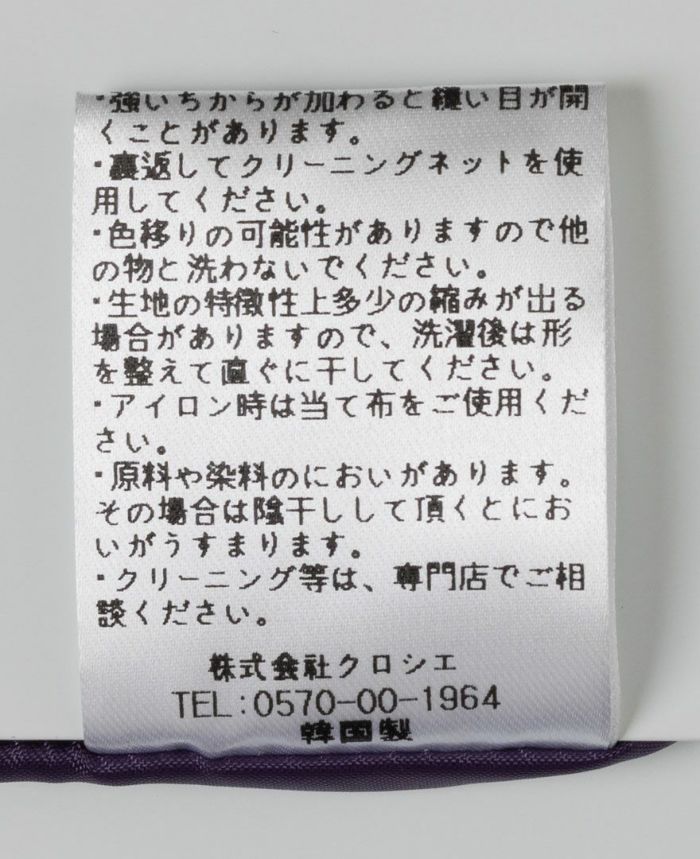 ・強いちからが加わると縫い目が開
くことがあります。
・裏返してクリーニングネットを使
用してください。
・色移りの可能性がありますので他
の物と洗わないでください。
・生地の特徴性上多少の縮みが出る
場合がありますので、洗濯後は形
を整えて直ぐに干してください。
・アイロン時は当て布をご使用くだ
さい。
・原料や染料のにおいがあります。
その場合は陰干しして頂くとにお
いがうすまります。
・クリーニング等は、専門店でご相
談ください。
株式会社クロシエ
TEL:0570-00-1964
韓国製